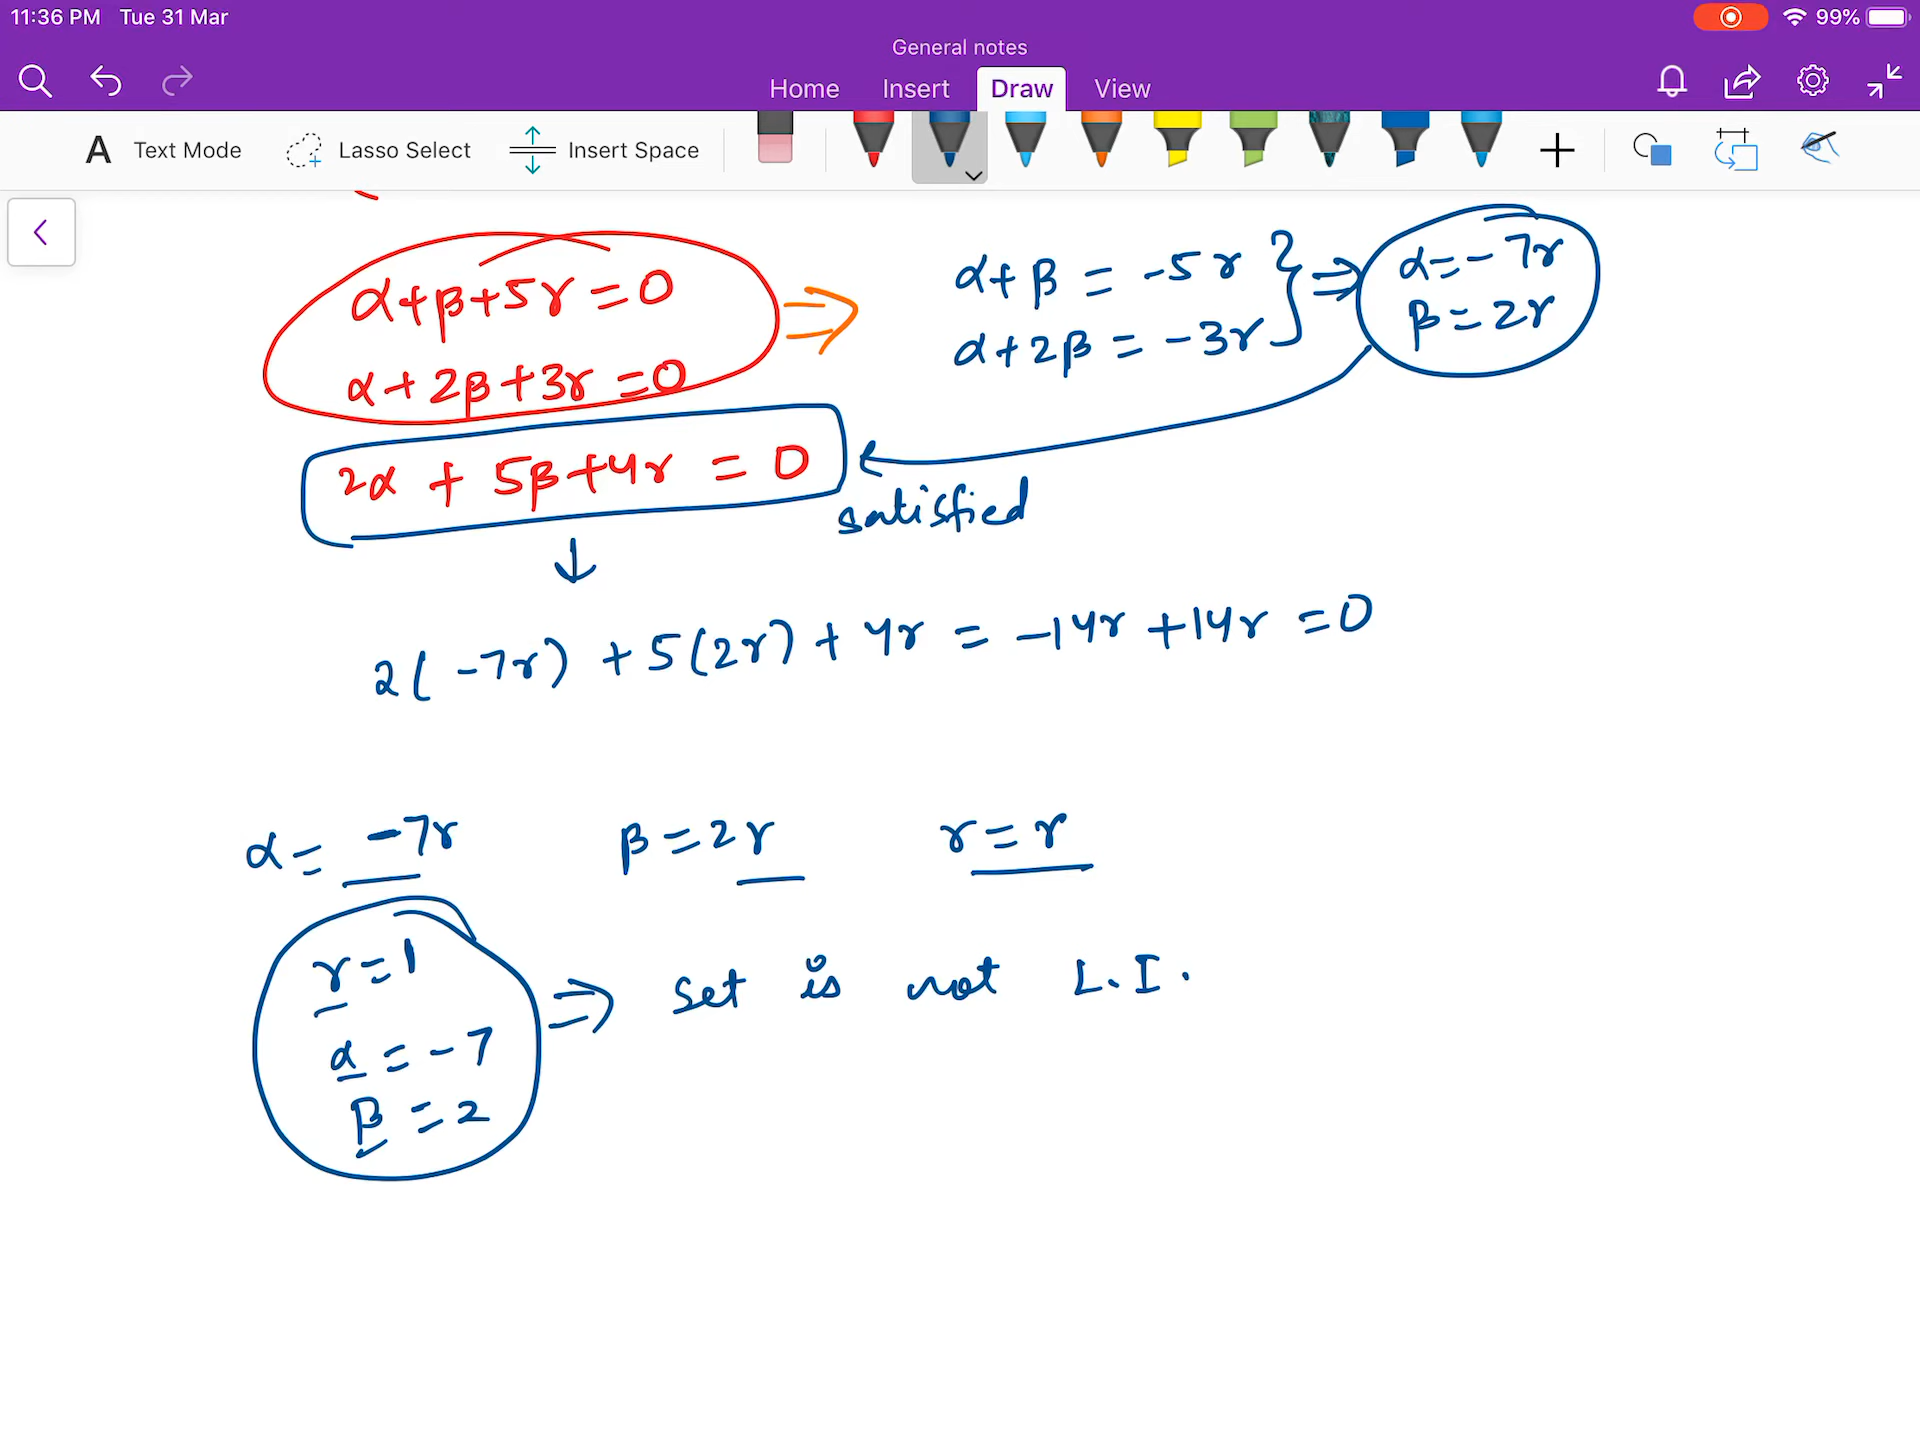 11:36 PM Tue 31 Mar
99%
General notes
Home Insert Draw View
A Text Mode Lasso Select Insert Space
α+β+5γ=0
α+2β+3γ=0
2α + 5β+4γ = 0
α+β = -5γ
α+2β = -3γ
} ⇒
α=-7γ
β=2γ
satisfied
2(-7γ) + 5(2γ) + 4γ = -14γ +14γ =0
α= -7γ β=2γ γ=γ
γ=1
α=-7
β=2
⇒ Set is not L.I.